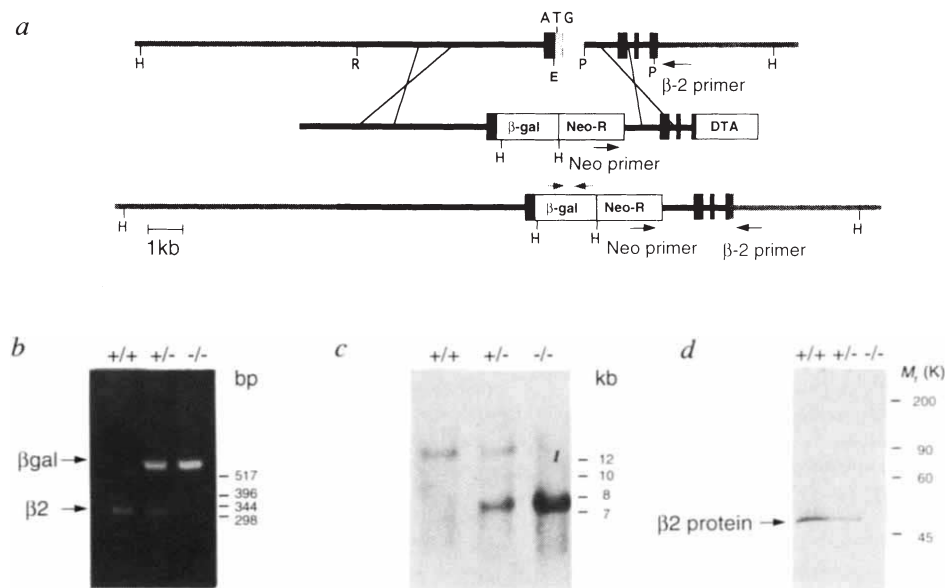 a
ATG
H R E P P H
β-2 primer
β-gal Neo-R DTA
H H
Neo primer
β-gal Neo-R
H H H H
1kb
Neo primer β-2 primer
b
+/+ +/- -/-
bp
βgal
517
396
β2
344
298
c
+/+ +/- -/-
kb
12
10
8
7
d
+/+ +/- -/-
Mr (K)
200
90
60
β2 protein
45